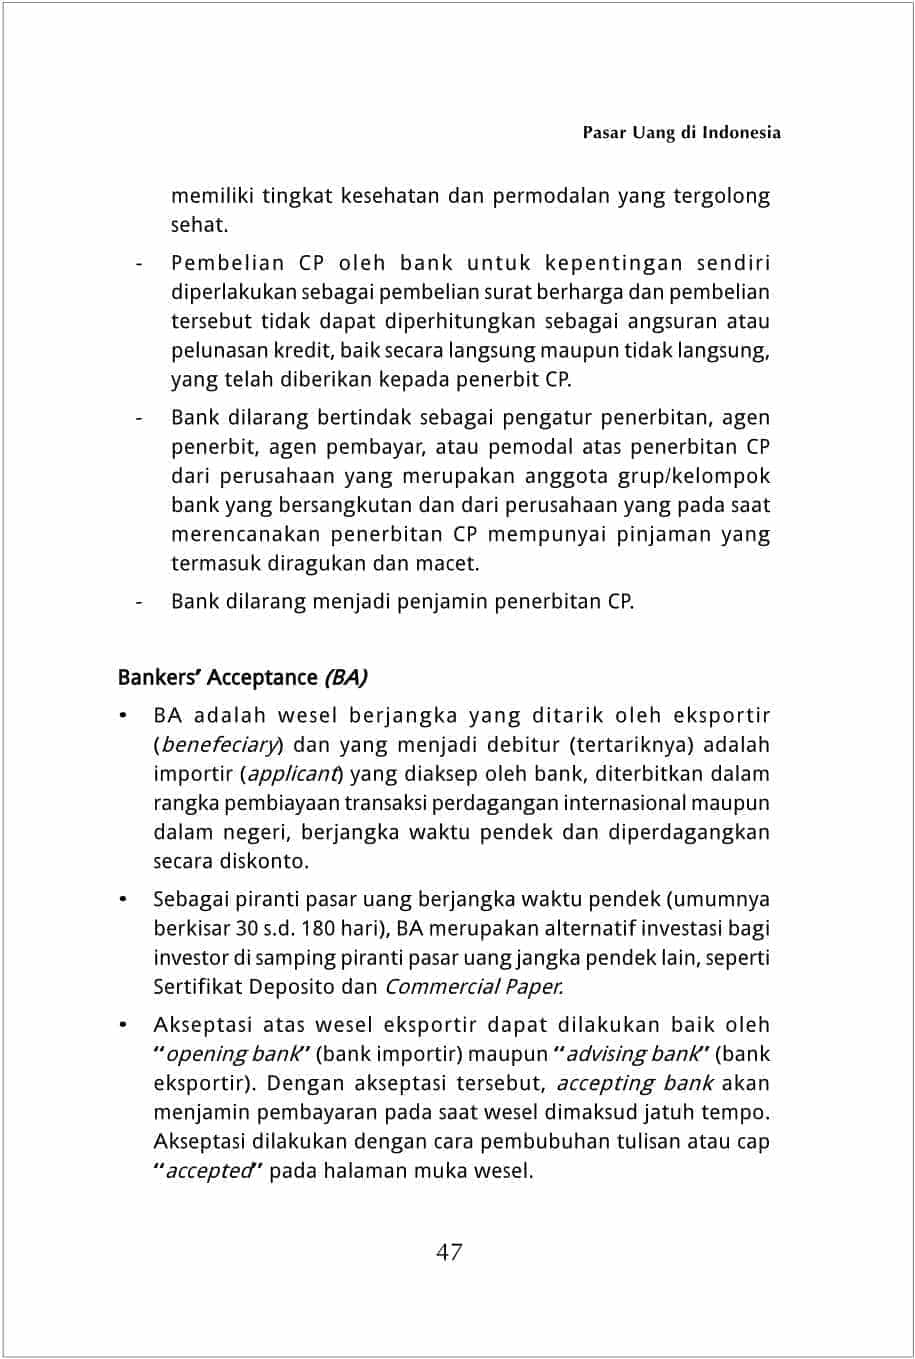 Pasar Uang di Indonesia
memiliki tingkat kesehatan dan permodalan yang tergolong
sehat.
- Pembelian CP oleh bank untuk kepentingan sendiri
diperlakukan sebagai pembelian surat berharga dan pembelian
tersebut tidak dapat diperhitungkan sebagai angsuran atau
pelunasan kredit, baik secara langsung maupun tidak langsung,
yang telah diberikan kepada penerbit CP.
- Bank dilarang bertindak sebagai pengatur penerbitan, agen
penerbit, agen pembayar, atau pemodal atas penerbitan CP
dari perusahaan yang merupakan anggota grup/kelompok
bank yang bersangkutan dan dari perusahaan yang pada saat
merencanakan penerbitan CP mempunyai pinjaman yang
termasuk diragukan dan macet.
- Bank dilarang menjadi penjamin penerbitan CP.
Bankers’ Acceptance (BA)
• BA adalah wesel berjangka yang ditarik oleh eksportir
(benefeciary) dan yang menjadi debitur (tertariknya) adalah
importir (applicant) yang diaksep oleh bank, diterbitkan dalam
rangka pembiayaan transaksi perdagangan internasional maupun
dalam negeri, berjangka waktu pendek dan diperdagangkan
secara diskonto.
• Sebagai piranti pasar uang berjangka waktu pendek (umumnya
berkisar 30 s.d. 180 hari), BA merupakan alternatif investasi bagi
investor di samping piranti pasar uang jangka pendek lain, seperti
Sertifikat Deposito dan Commercial Paper.
• Akseptasi atas wesel eksportir dapat dilakukan baik oleh
“opening bank” (bank importir) maupun “advising bank” (bank
eksportir). Dengan akseptasi tersebut, accepting bank akan
menjamin pembayaran pada saat wesel dimaksud jatuh tempo.
Akseptasi dilakukan dengan cara pembubuhan tulisan atau cap
“accepted” pada halaman muka wesel.
47